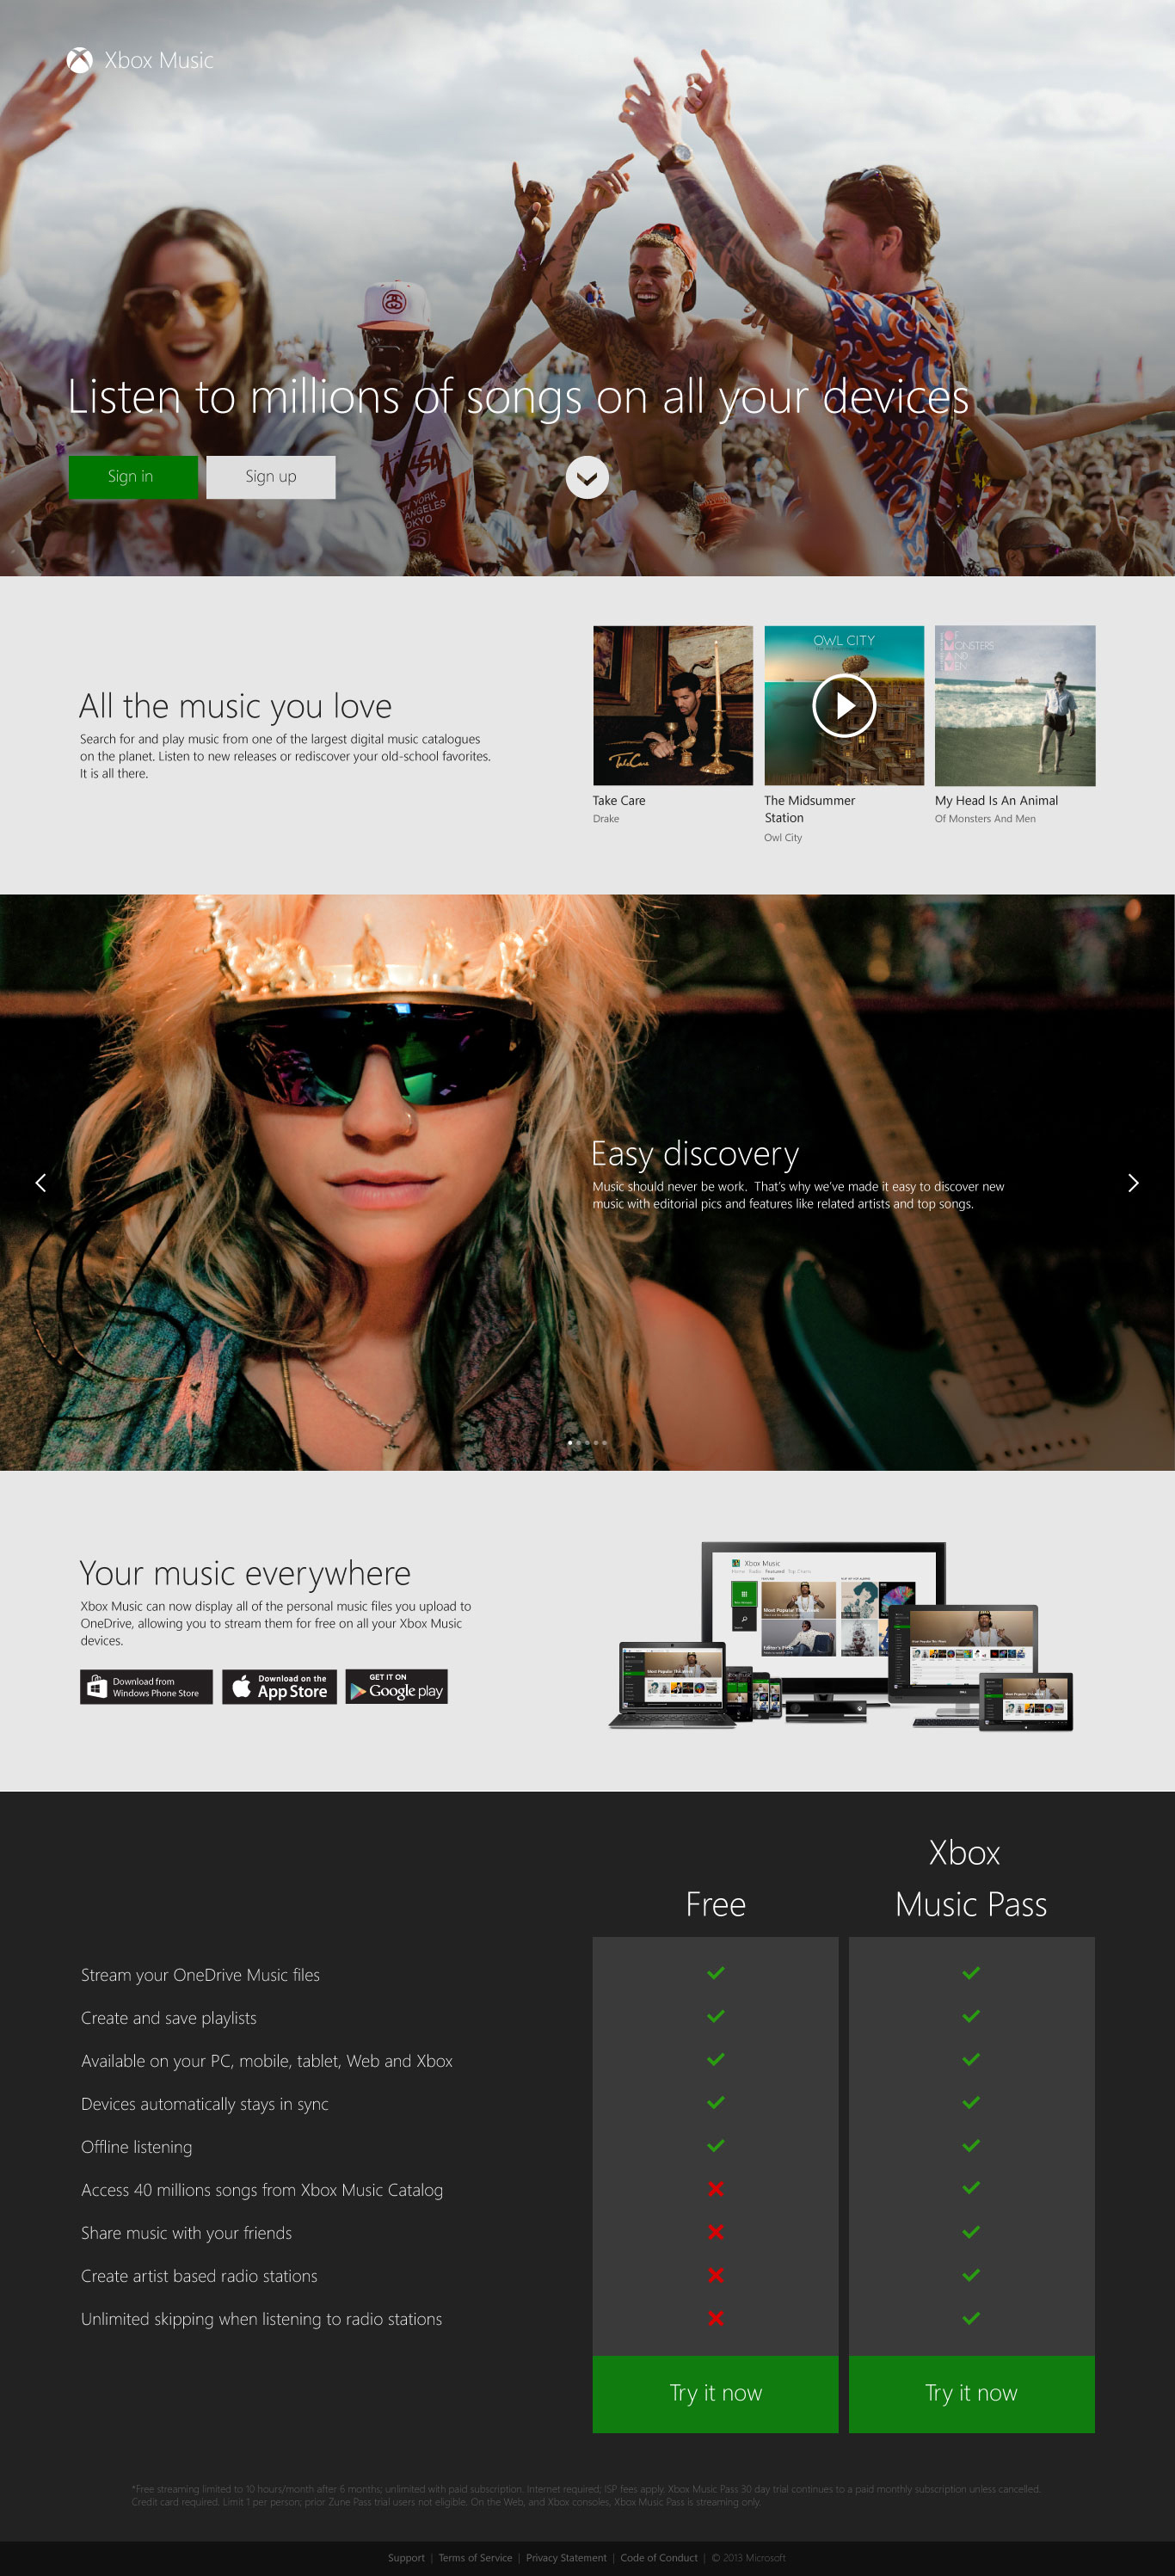 Xbox Music
Listen to millions of songs on all your devices
Sign in
Sign up
All the music you love
Search for and play music from one of the largest digital music catalogues
on the planet. Listen to new releases or rediscover your old-school favorites.
It is all there.
Take Care
OWL CITY
OF
MONSTERS
AND
MEN
Take Care
Drake
The Midsummer
Station
Owl City
My Head Is An Animal
Of Monsters And Men
Easy discovery
Music should never be work. That's why we've made it easy to discover new
music with editorial pics and features like related artists and top songs.
Your music everywhere
Xbox Music can now display all of the personal music files you upload to
OneDrive, allowing you to stream them for free on all your Xbox Music
devices.
Download from
Windows Phone Store
Download on the
App Store
GET IT ON
Google play
Xbox Music
Most Popular This Week
Editor's Picks
Free
Xbox
Music Pass
Stream your OneDrive Music files
Create and save playlists
Available on your PC, mobile, tablet, Web and Xbox
Devices automatically stays in sync
Offline listening
Access 40 millions songs from Xbox Music Catalog
Share music with your friends
Create artist based radio stations
Unlimited skipping when listening to radio stations
Try it now
Try it now
*Free streaming limited to 10 hours/month after 6 months; unlimited with paid subscription. Internet required; ISP fees apply. Xbox Music Pass 30 day trial continues to a paid monthly subscription unless cancelled.
Credit card required. Limit 1 per person; prior Zune Pass trial users not eligible. On the Web, and Xbox consoles, Xbox Music Pass is streaming only.
Support | Terms of Service | Privacy Statement | Code of Conduct | © 2013 Microsoft